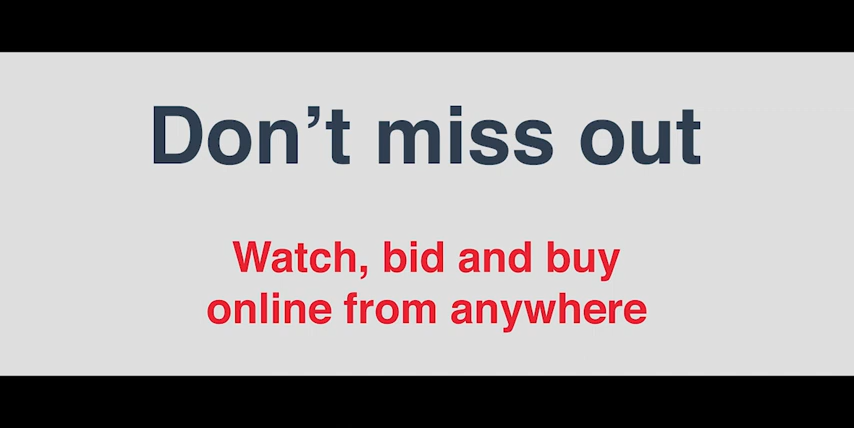 Don’t miss out
Watch, bid and buy
online from anywhere